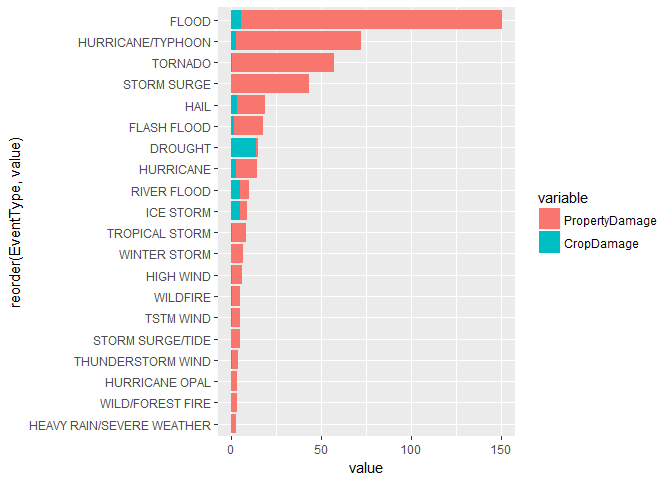 FLOOD
HURRICANE/TYPHOON
TORNADO
STORM SURGE
HAIL
FLASH FLOOD
DROUGHT
HURRICANE
RIVER FLOOD
ICE STORM
TROPICAL STORM
WINTER STORM
HIGH WIND
WILDFIRE
TSTM WIND
STORM SURGE/TIDE
THUNDERSTORM WIND
HURRICANE OPAL
WILD/FOREST FIRE
HEAVY RAIN/SEVERE WEATHER
reorder(EventType, value)
0 50 100 150
value
variable
PropertyDamage
CropDamage